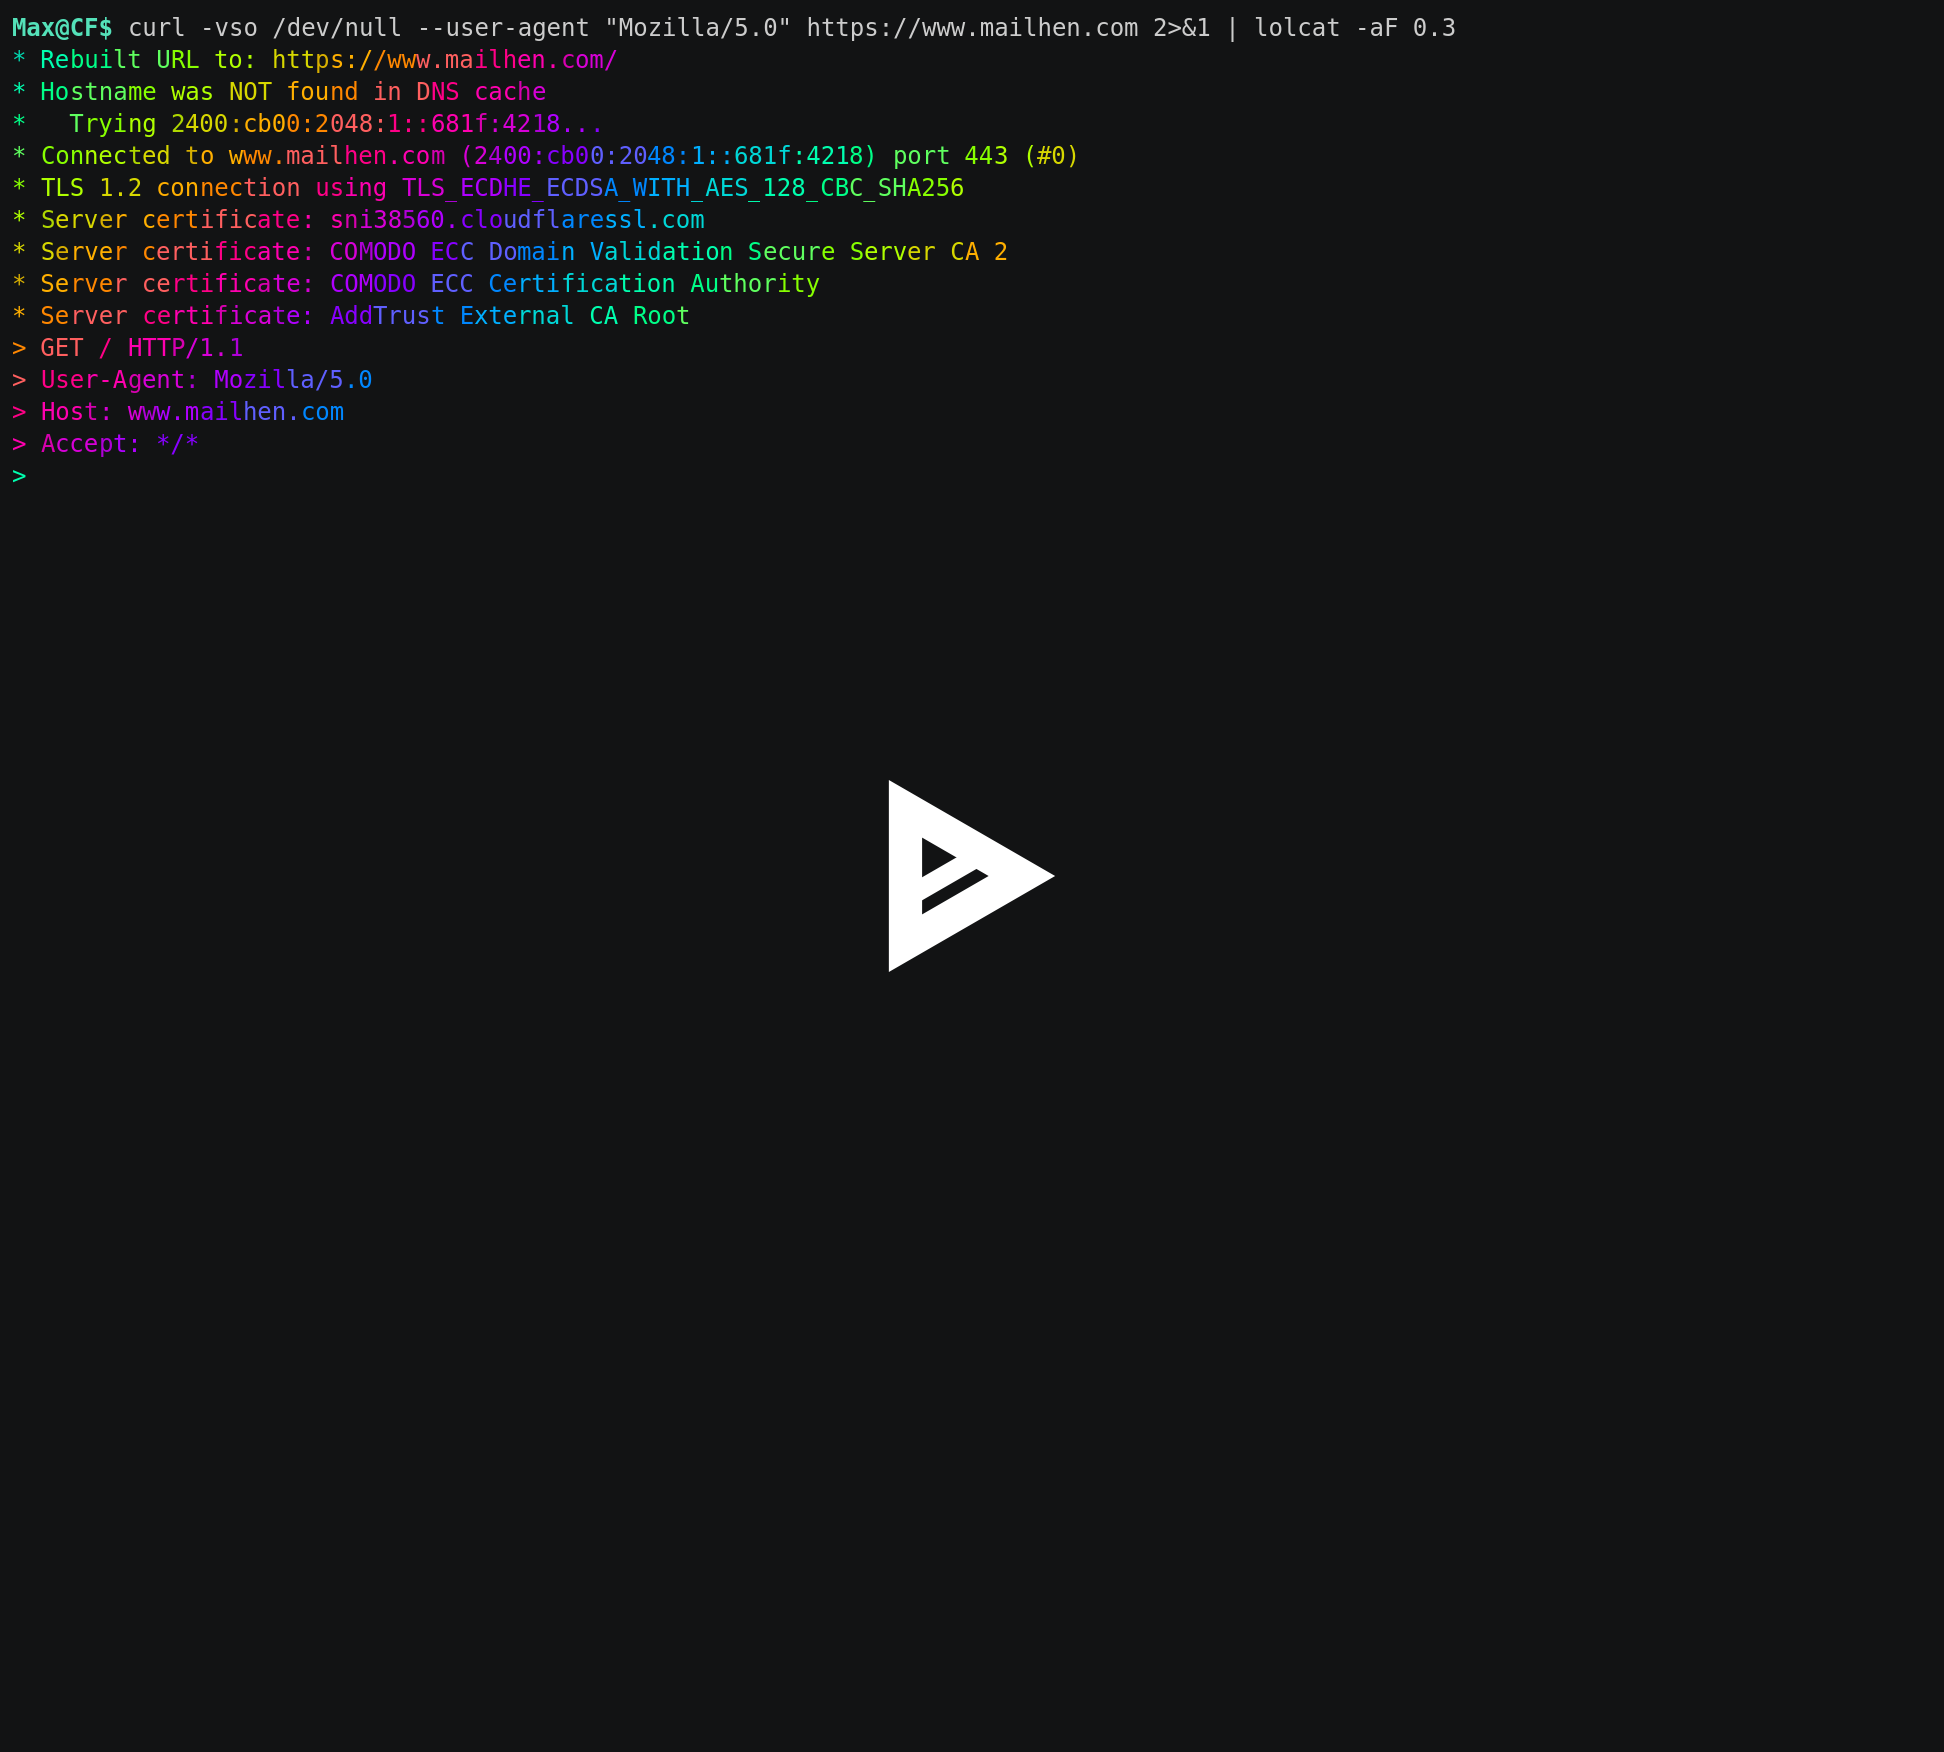 Max@CF$ curl -vso /dev/null --user-agent "Mozilla/5.0" https://www.mailhen.com 2>&1 | lolcat -aF 0.3
* Rebuilt URL to: https://www.mailhen.com/
* Hostname was NOT found in DNS cache
*   Trying 2400:cb00:2048:1::681f:4218...
* Connected to www.mailhen.com (2400:cb00:2048:1::681f:4218) port 443 (#0)
* TLS 1.2 connection using TLS_ECDHE_ECDSA_WITH_AES_128_CBC_SHA256
* Server certificate: sni38560.cloudflaressl.com
* Server certificate: COMODO ECC Domain Validation Secure Server CA 2
* Server certificate: COMODO ECC Certification Authority
* Server certificate: AddTrust External CA Root
> GET / HTTP/1.1
> User-Agent: Mozilla/5.0
> Host: www.mailhen.com
> Accept: */*
>